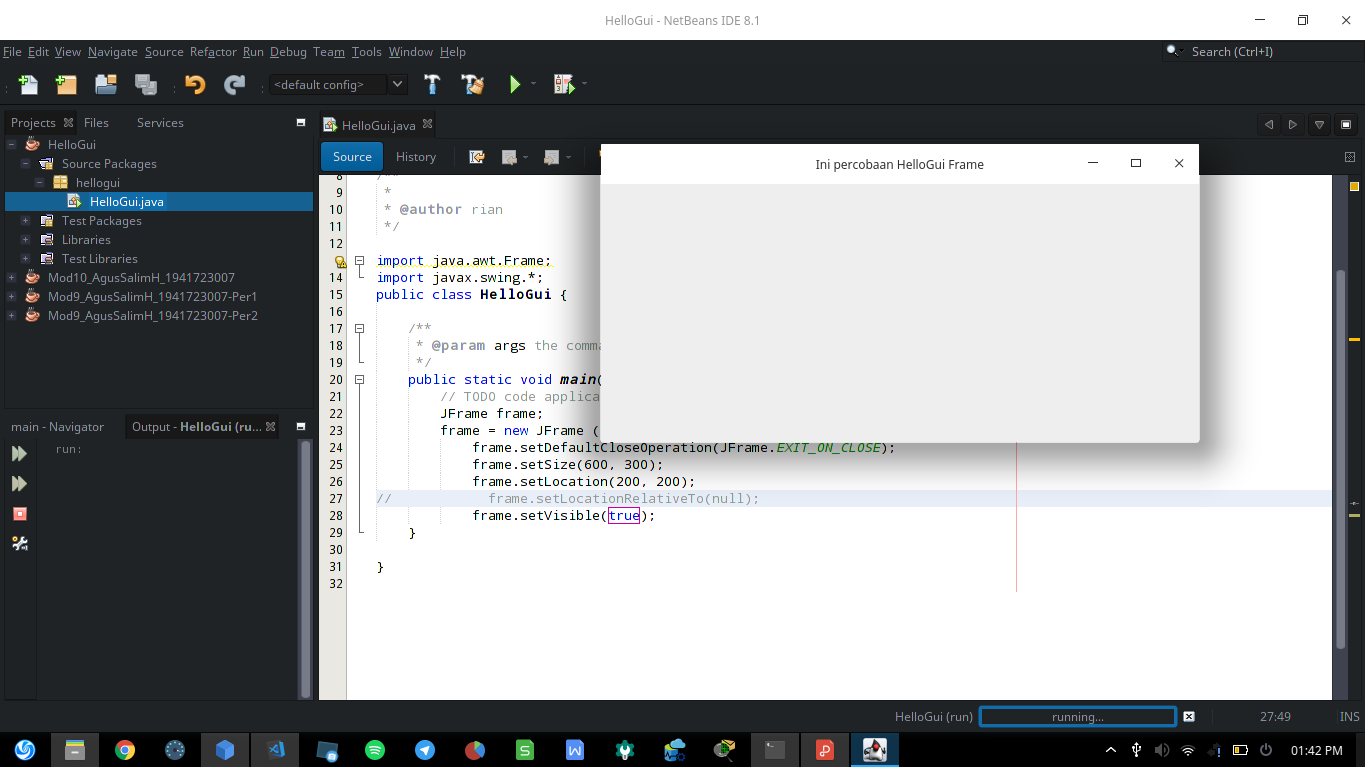 HelloGui - NetBeans IDE 8.1
File Edit View Navigate Source Refactor Run Debug Team Tools Window Help
Search (Ctrl+I)
<default config>
Projects Files Services
HelloGui
Source Packages
hellogui
HelloGui.java
Test Packages
Libraries
Test Libraries
Mod10_AgusSalimH_1941723007
Mod9_AgusSalimH_1941723007-Per1
Mod9_AgusSalimH_1941723007-Per2
main - Navigator
Output - HelloGui (ru...
run:
HelloGui.java
Source History
Ini percobaan HelloGui Frame
8 /**
9 *
10 * @author rian
11 */
12
import java.awt.Frame;
14 import javax.swing.*;
15 public class HelloGui {
16
17 /**
18 * @param args the comma
19 */
20 public static void main(
21 // TODO code applica
22 JFrame frame;
23 frame = new JFrame (
24 frame.setDefaultCloseOperation(JFrame.EXIT_ON_CLOSE);
25 frame.setSize(600, 300);
26 frame.setLocation(200, 200);
27 // frame.setLocationRelativeTo(null);
28 frame.setVisible(true);
29 }
30
31 }
32
HelloGui (run) running... 27:49 INS
01:42 PM